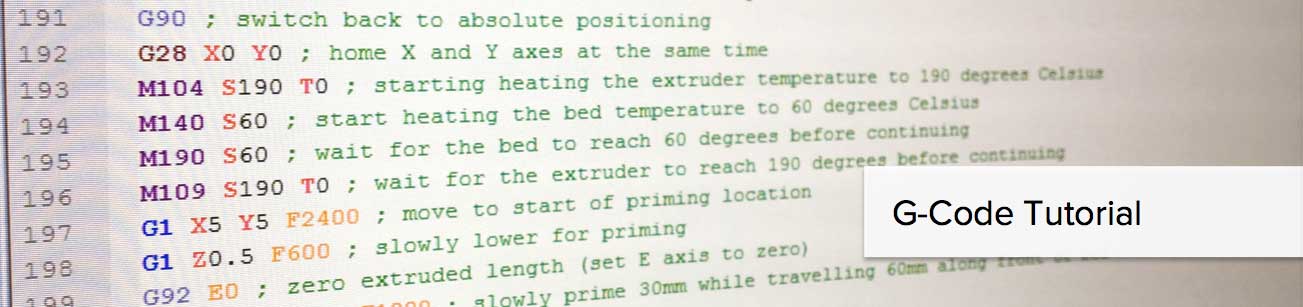 191 G90 ; switch back to absolute positioning
192 G28 X0 Y0 ; home X and Y axes at the same time
193 M104 S190 T0 ; starting heating the extruder temperature to 190 degrees Celsius
194 M140 S60 ; start heating the bed temperature to 60 degrees Celsius
195 M190 S60 ; wait for the bed to reach 60 degrees before continuing
196 M109 S190 T0 ; wait for the extruder to reach 190 degrees before continuing
197 G1 X5 Y5 F2400 ; move to start of priming location
198 G1 Z0.5 F600 ; slowly lower for priming
199 G92 E0 ; zero extruded length (set E axis to zero)
; slowly prime 30mm while travelling 60mm along
G-Code Tutorial